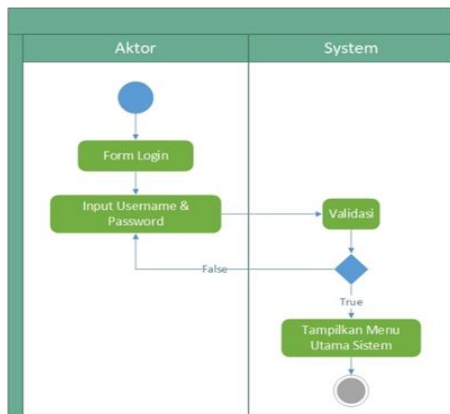 Aktor
System
Form Login
Input Username &
Password
Validasi
False
True
Tampilkan Menu
Utama Sistem